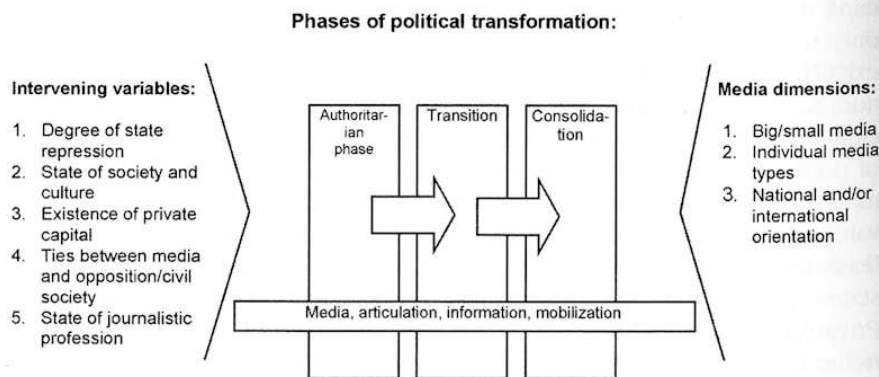 Phases of political transformation:
Intervening variables:
1. Degree of state
repression
2. State of society and
culture
3. Existence of private
capital
4. Ties between media
and opposition/civil
society
5. State of journalistic
profession
Authoritar-
ian
phase
Transition
Consolida-
tion
Media, articulation, information, mobilization
Media dimensions:
1. Big/small media
2. Individual media
types
3. National and/or
international
orientation